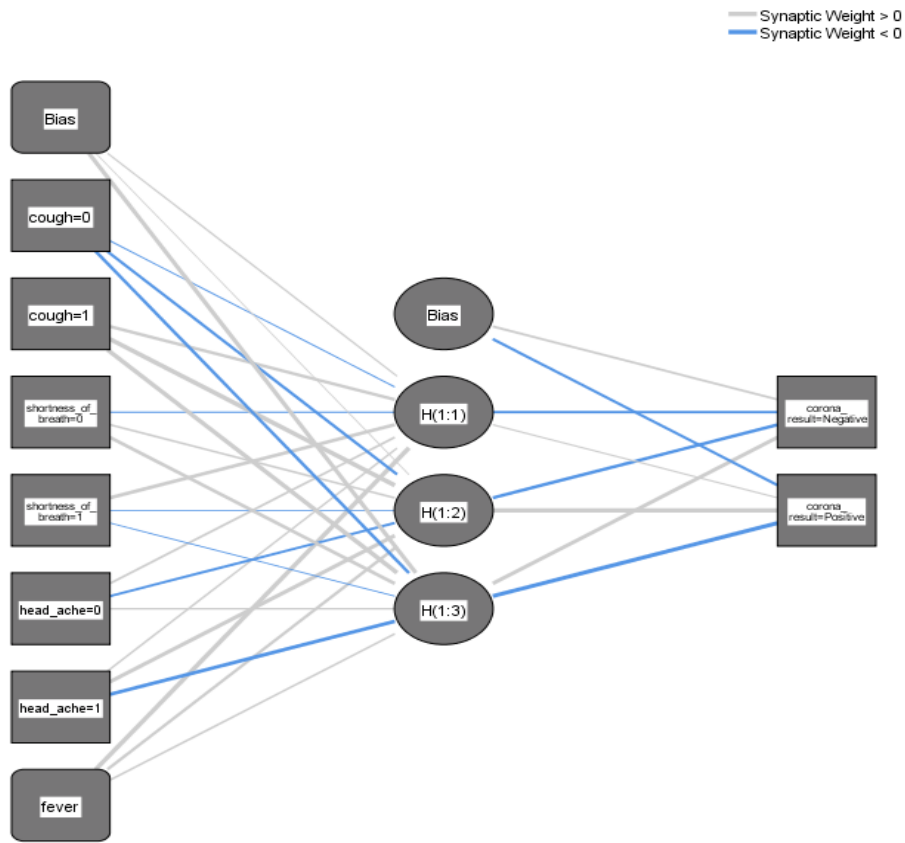 Synaptic Weight > 0
Synaptic Weight < 0
Bias
cough=0
cough=1
shortness_of_
breath=0
shortness_of_
breath=1
head_ache=0
head_ache=1
fever
Bias
H(1:1)
H(1:2)
H(1:3)
corona_
result=Negative
corona_
result=Positive